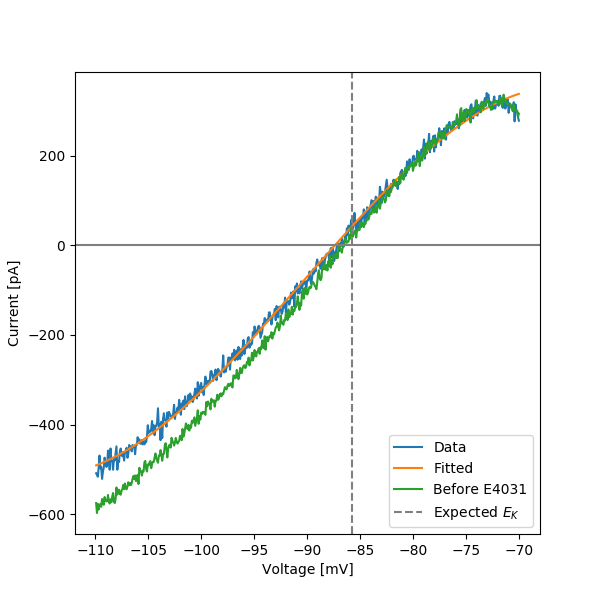 Current [pA]
200
0
−200
−400
−600
Data
Fitted
Before E4031
Expected E_K
−110 −105 −100 −95 −90 −85 −80 −75 −70
Voltage [mV]